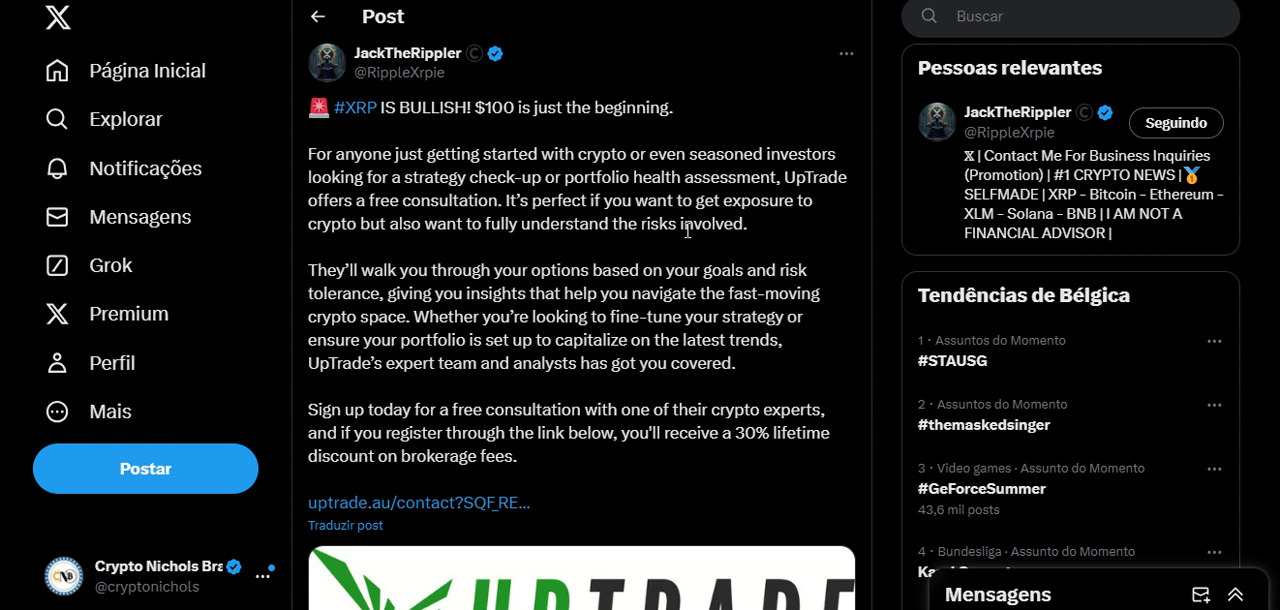 Página Inicial
Explorar
Notificações
Mensagens
Grok
Premium
Perfil
Mais
Postar
Crypto Nichols Bra
@cryptonichols
Post
JackTheRippler ©
@RippleXrpie
🚨 #XRP IS BULLISH! $100 is just the beginning.
For anyone just getting started with crypto or even seasoned investors
looking for a strategy check-up or portfolio health assessment, UpTrade
offers a free consultation. It's perfect if you want to get exposure to
crypto but also want to fully understand the risks involved.
They'll walk you through your options based on your goals and risk
tolerance, giving you insights that help you navigate the fast-moving
crypto space. Whether you're looking to fine-tune your strategy or
ensure your portfolio is set up to capitalize on the latest trends,
UpTrade's expert team and analysts has got you covered.
Sign up today for a free consultation with one of their crypto experts,
and if you register through the link below, you'll receive a 30% lifetime
discount on brokerage fees.
uptrade.au/contact?SQF_RE...
Traduzir post
UPTRADE
Buscar
Pessoas relevantes
JackTheRippler ©
@RippleXrpie
Seguindo
𝕏 | Contact Me For Business Inquiries
(Promotion) | #1 CRYPTO NEWS |🥇
SELFMADE | XRP - Bitcoin - Ethereum -
XLM - Solana - BNB | I AM NOT A
FINANCIAL ADVISOR |
Tendências de Bélgica
1 · Assuntos do Momento
#STAUSG
2 · Assuntos do Momento
#themaskedsinger
3 · Video games · Assunto do Momento
#GeForceSummer
43,6 mil posts
4 · Bundesliga · Assunto do Momento
Mensagens